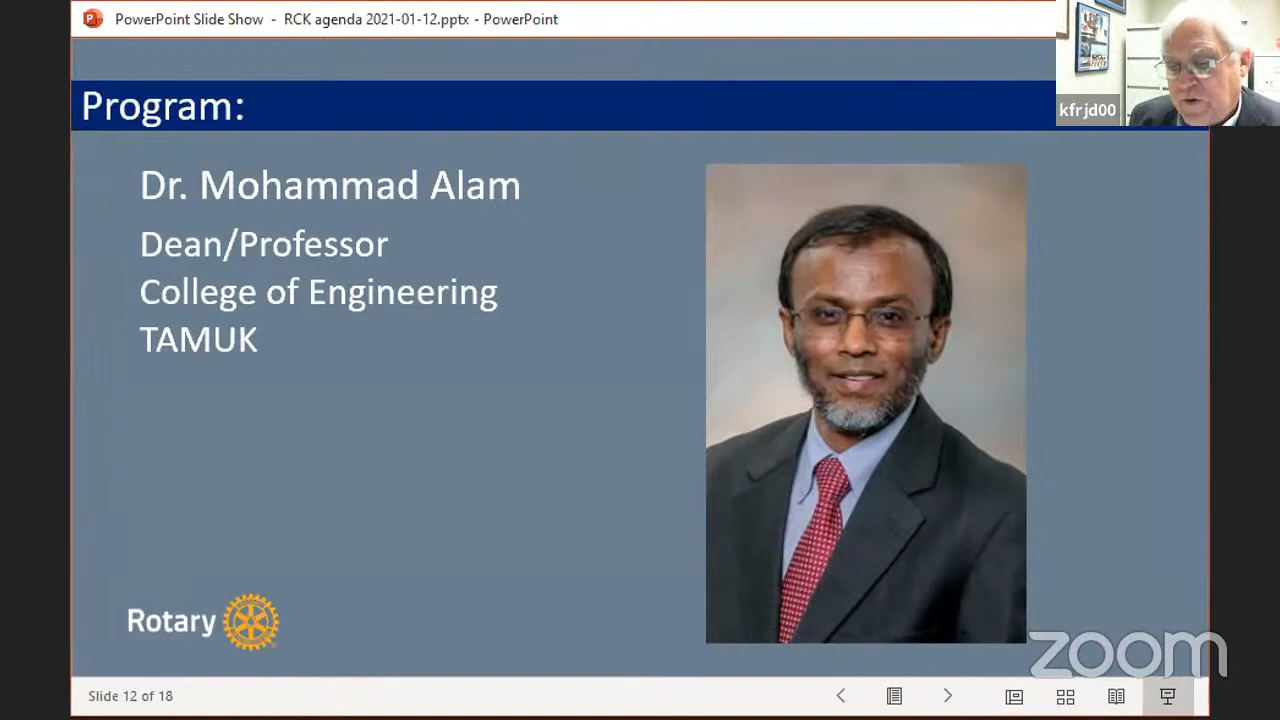 PowerPoint Slide Show - RCK agenda 2021-01-12.pptx - PowerPoint
kfrjd00
Program:
Dr. Mohammad Alam
Dean/Professor
College of Engineering
TAMUK
Rotary
zoom
Slide 12 of 18